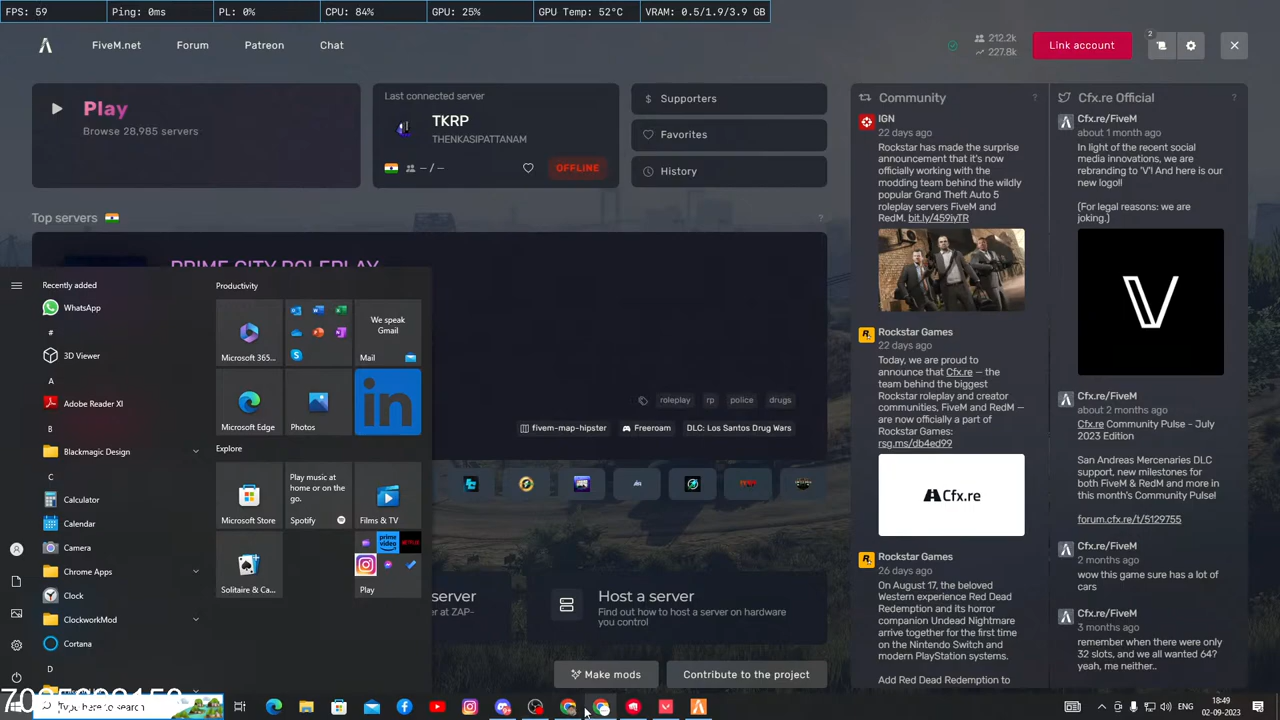 FPS: 59
Ping: 0ms
PL: 0%
CPU: 84%
GPU: 25%
GPU Temp: 52°C
VRAM: 0.5/1.9/3.9 GB
FiveM.net
Forum
Patreon
Chat
212.2k
227.8k
Link account
2
Play
Browse 28,985 servers
Last connected server
TKRP
THENKASIPATTANAM
– / –
OFFLINE
$ Supporters
Favorites
History
Top servers
?
PRIME CITY ROLEPLAY
roleplay
rp
police
drugs
fivem-map-hipster
Freeroam
DLC: Los Santos Drug Wars
server
er at ZAP-
Host a server
Find out how to host a server on hardware
you control
Make mods
Contribute to the project
Community
?
IGN
22 days ago
Rockstar has made the surprise
announcement that it's now
officially working with the
modding team behind the wildly
popular Grand Theft Auto 5
roleplay servers FiveM and
RedM. bit.ly/459iyTR
Rockstar Games
22 days ago
Today, we are proud to
announce that Cfx.re — the
team behind the biggest
Rockstar roleplay and creator
communities, FiveM and RedM —
are now officially a part of
Rockstar Games:
rsg.ms/db4ed99
Cfx.re
Rockstar Games
26 days ago
On August 17, the beloved
Western experience Red Dead
Redemption and its horror
companion Undead Nightmare
arrive together for the first time
on the Nintendo Switch and
modern PlayStation systems.
Add Red Dead Redemption to
Cfx.re Official
?
Cfx.re/FiveM
about 1 month ago
In light of the recent social
media innovations, we are
rebranding to 'V'! And here is our
new logo!!
(For legal reasons: we are
joking.)
V
Cfx.re/FiveM
about 2 months ago
Cfx.re Community Pulse - July
2023 Edition
San Andreas Mercenaries DLC
support, new milestones for
both FiveM & RedM and more in
this month's Community Pulse!
forum.cfx.re/t/5129755
Cfx.re/FiveM
2 months ago
wow this game sure has a lot of
cars
Cfx.re/FiveM
3 months ago
remember when there were only
32 slots, and we all wanted 64?
yeah, me neither..
Recently added
WhatsApp
#
3D Viewer
A
Adobe Reader XI
B
Blackmagic Design
C
Calculator
Calendar
Camera
Chrome Apps
Clock
ClockworkMod
Cortana
D
Productivity
Microsoft 365...
We speak
Gmail
Mail
Microsoft Edge
Photos
in
Explore
Microsoft Store
Play music at
home or on the
go.
Spotify
Films & TV
Solitaire & Ca...
prime video
NETFLIX
Play
Type here to search
ENG
18:49
02-09-2023